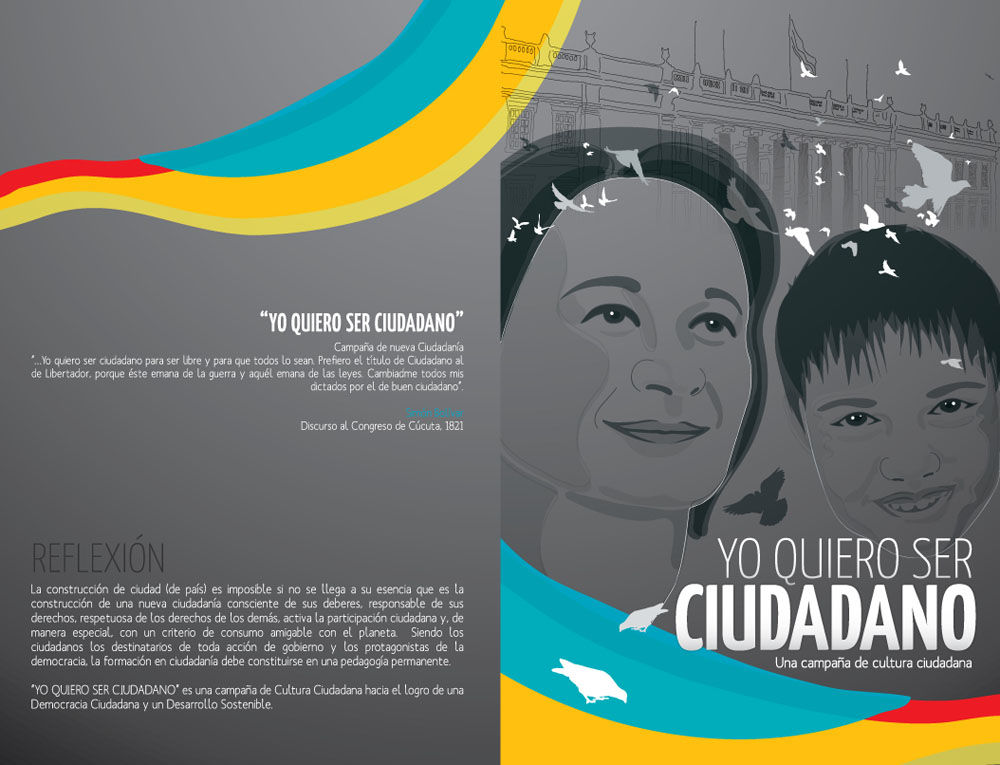 “YO QUIERO SER CIUDADANO”
Campaña de nueva Ciudadanía
"...Yo quiero ser ciudadano para ser libre y para que todos lo sean. Prefiero el título de Ciudadano al
de Libertador, porque éste emana de la guerra y aquél emana de las leyes. Cambiadme todos mis
dictados por el de buen ciudadano".
Simón Bolívar
Discurso al Congreso de Cúcuta, 1821
REFLEXIÓN
La construcción de ciudad (de país) es imposible si no se llega a su esencia que es la
construcción de una nueva ciudadanía consciente de sus deberes, responsable de sus
derechos, respetuosa de los derechos de los demás, activa la participación ciudadana y, de
manera especial, con un criterio de consumo amigable con el planeta. Siendo los
ciudadanos los destinatarios de toda acción de gobierno y los protagonistas de la
democracia, la formación en ciudadanía debe constituirse en una pedagogía permanente.
"YO QUIERO SER CIUDADANO" es una campaña de Cultura Ciudadana hacia el logro de una
Democracia Ciudadana y un Desarrollo Sostenible.
YO QUIERO SER
CIUDADANO
Una campaña de cultura ciudadana